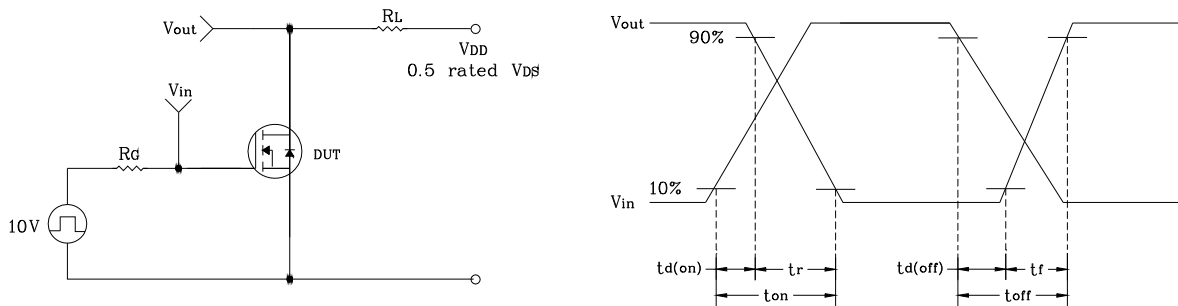 Vout
RL
VDD
0.5 rated VDS
Vin
RG
DUT
10V
Vout
90%
10%
Vin
td(on)
tr
td(off)
tf
ton
toff